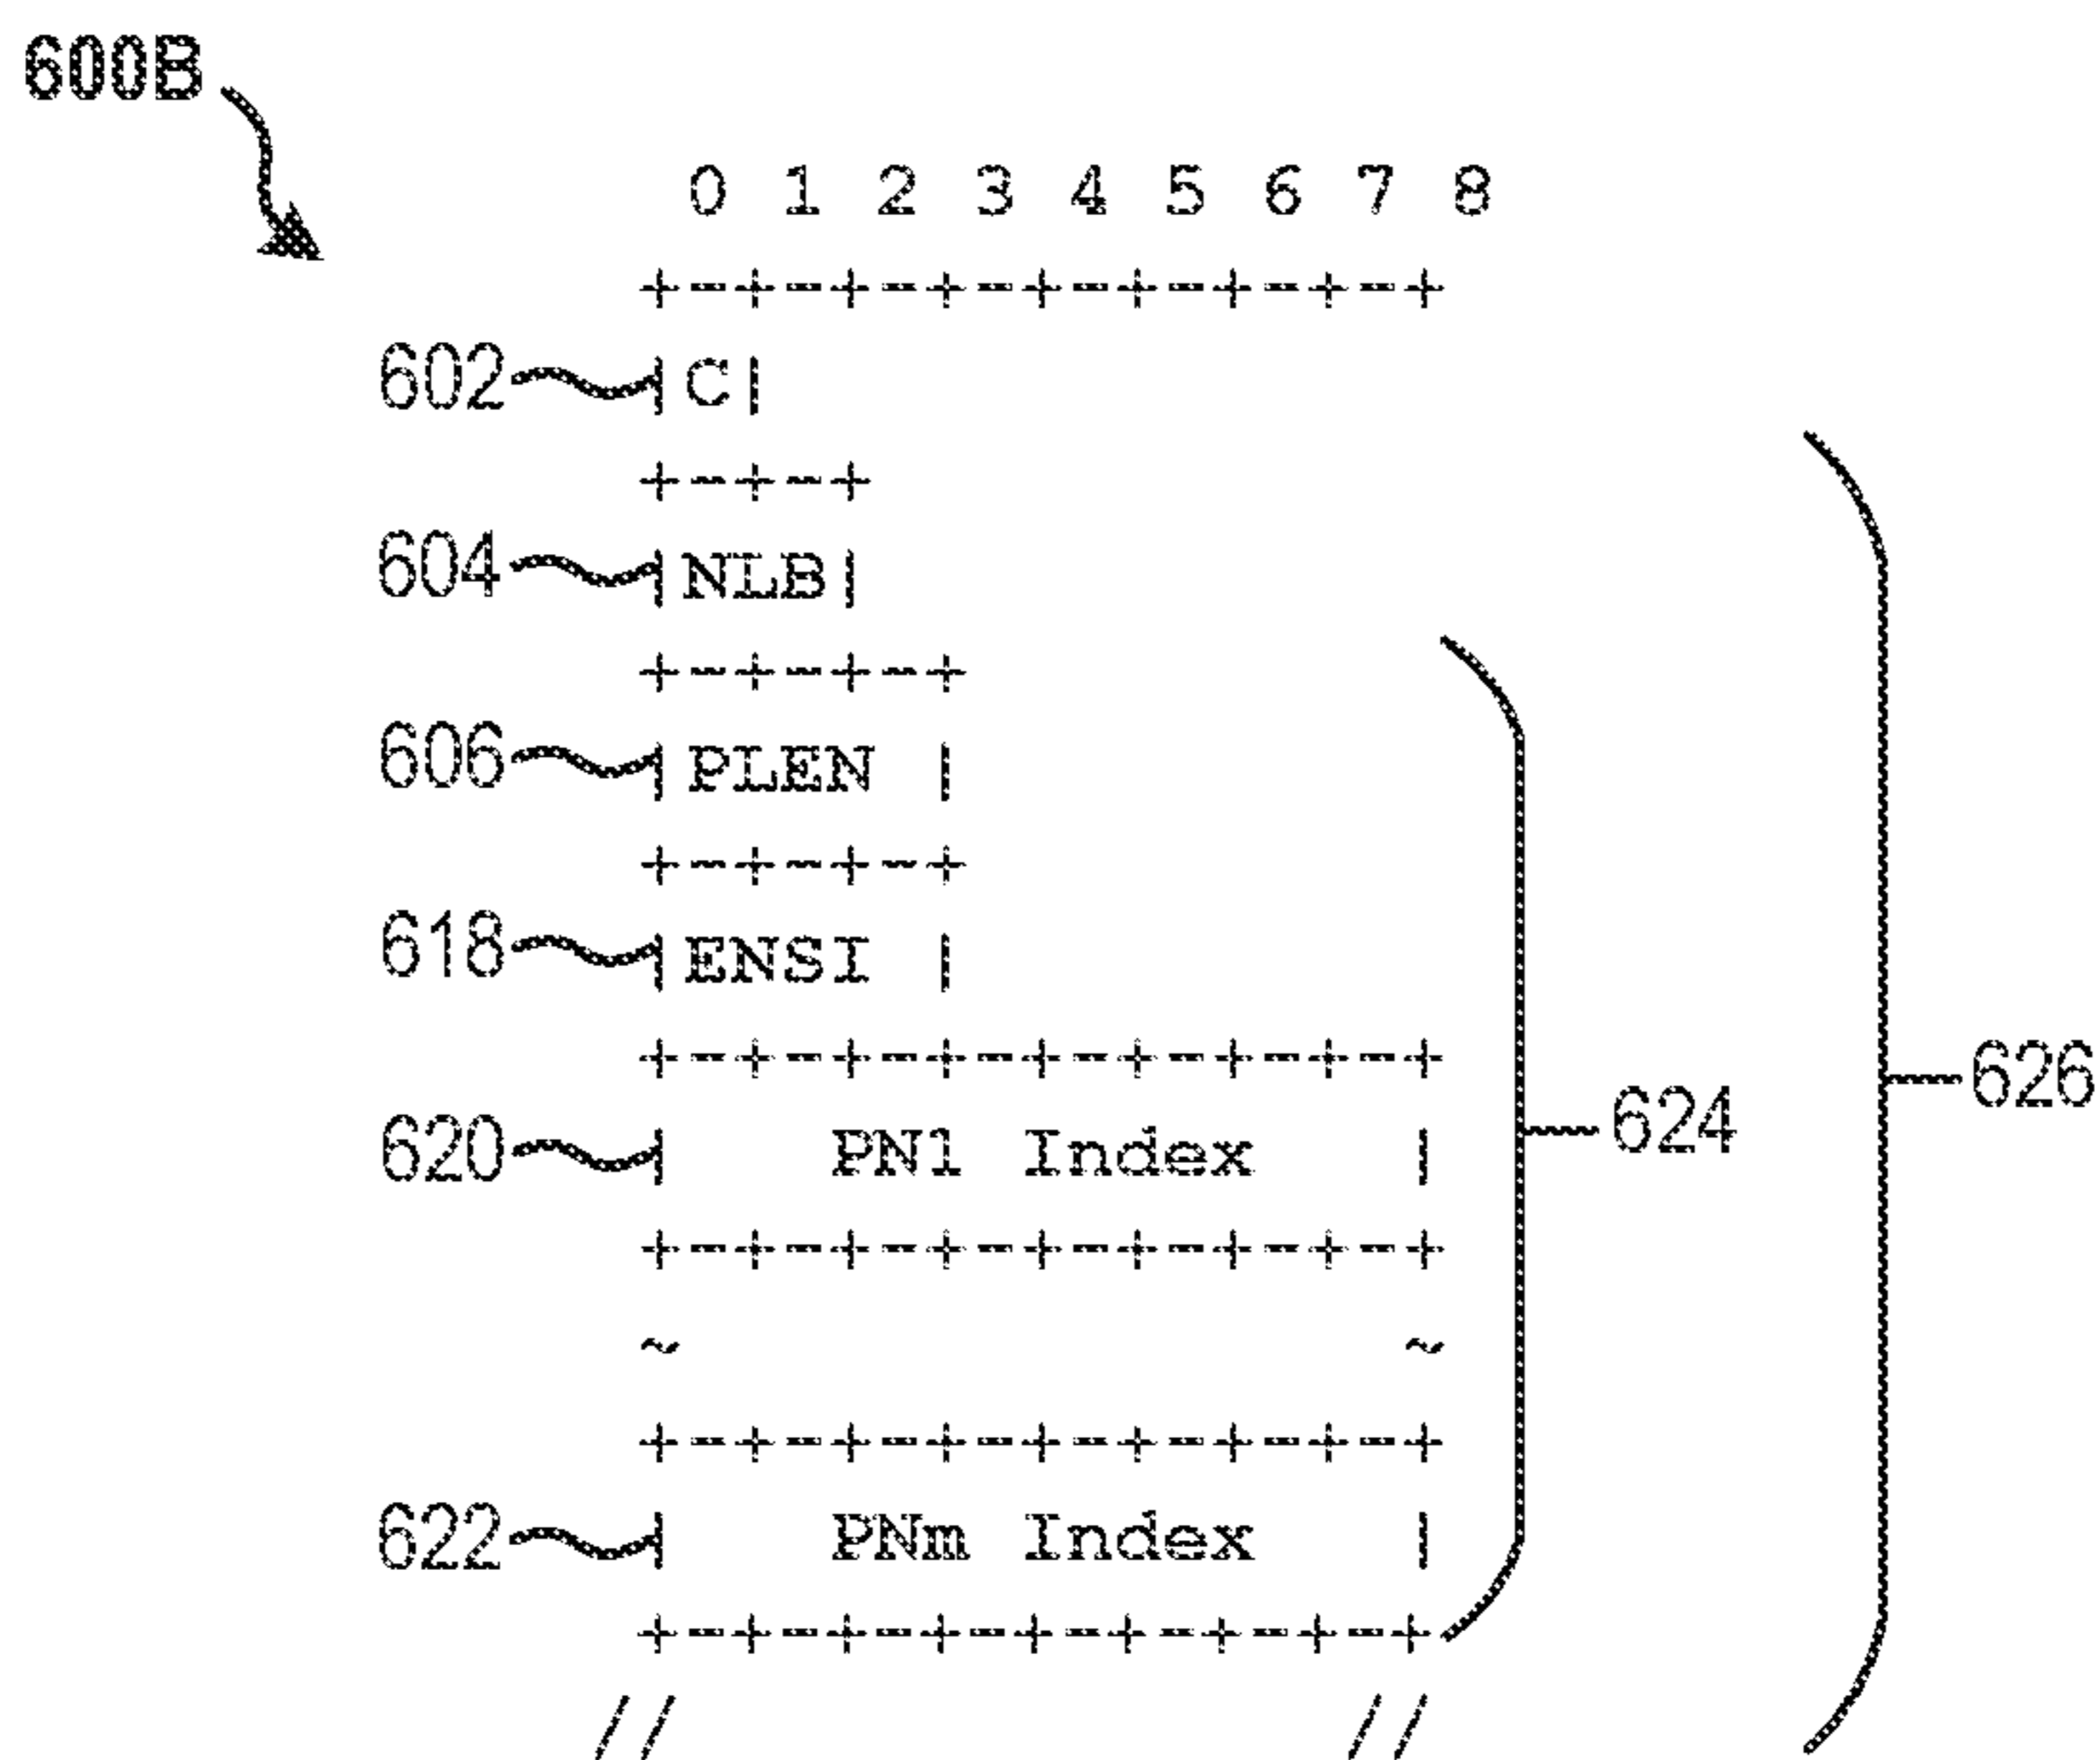 600B
0 1 2 3 4 5 6 7 8
+-+-+-+-+-+-+-+-+
602 |C|
+-+-+
604 |NLB|
+-+-+-+
606 |PLEN |
+-+-+-+
618 |ENSI |
+-+-+-+-+-+-+-+-+
620 | PN1 Index |
+-+-+-+-+-+-+-+-+
~ ~
+-+-+-+-+-+-+-+-+
622 | PNm Index |
+-+-+-+-+-+-+-+-+
// //
624
626